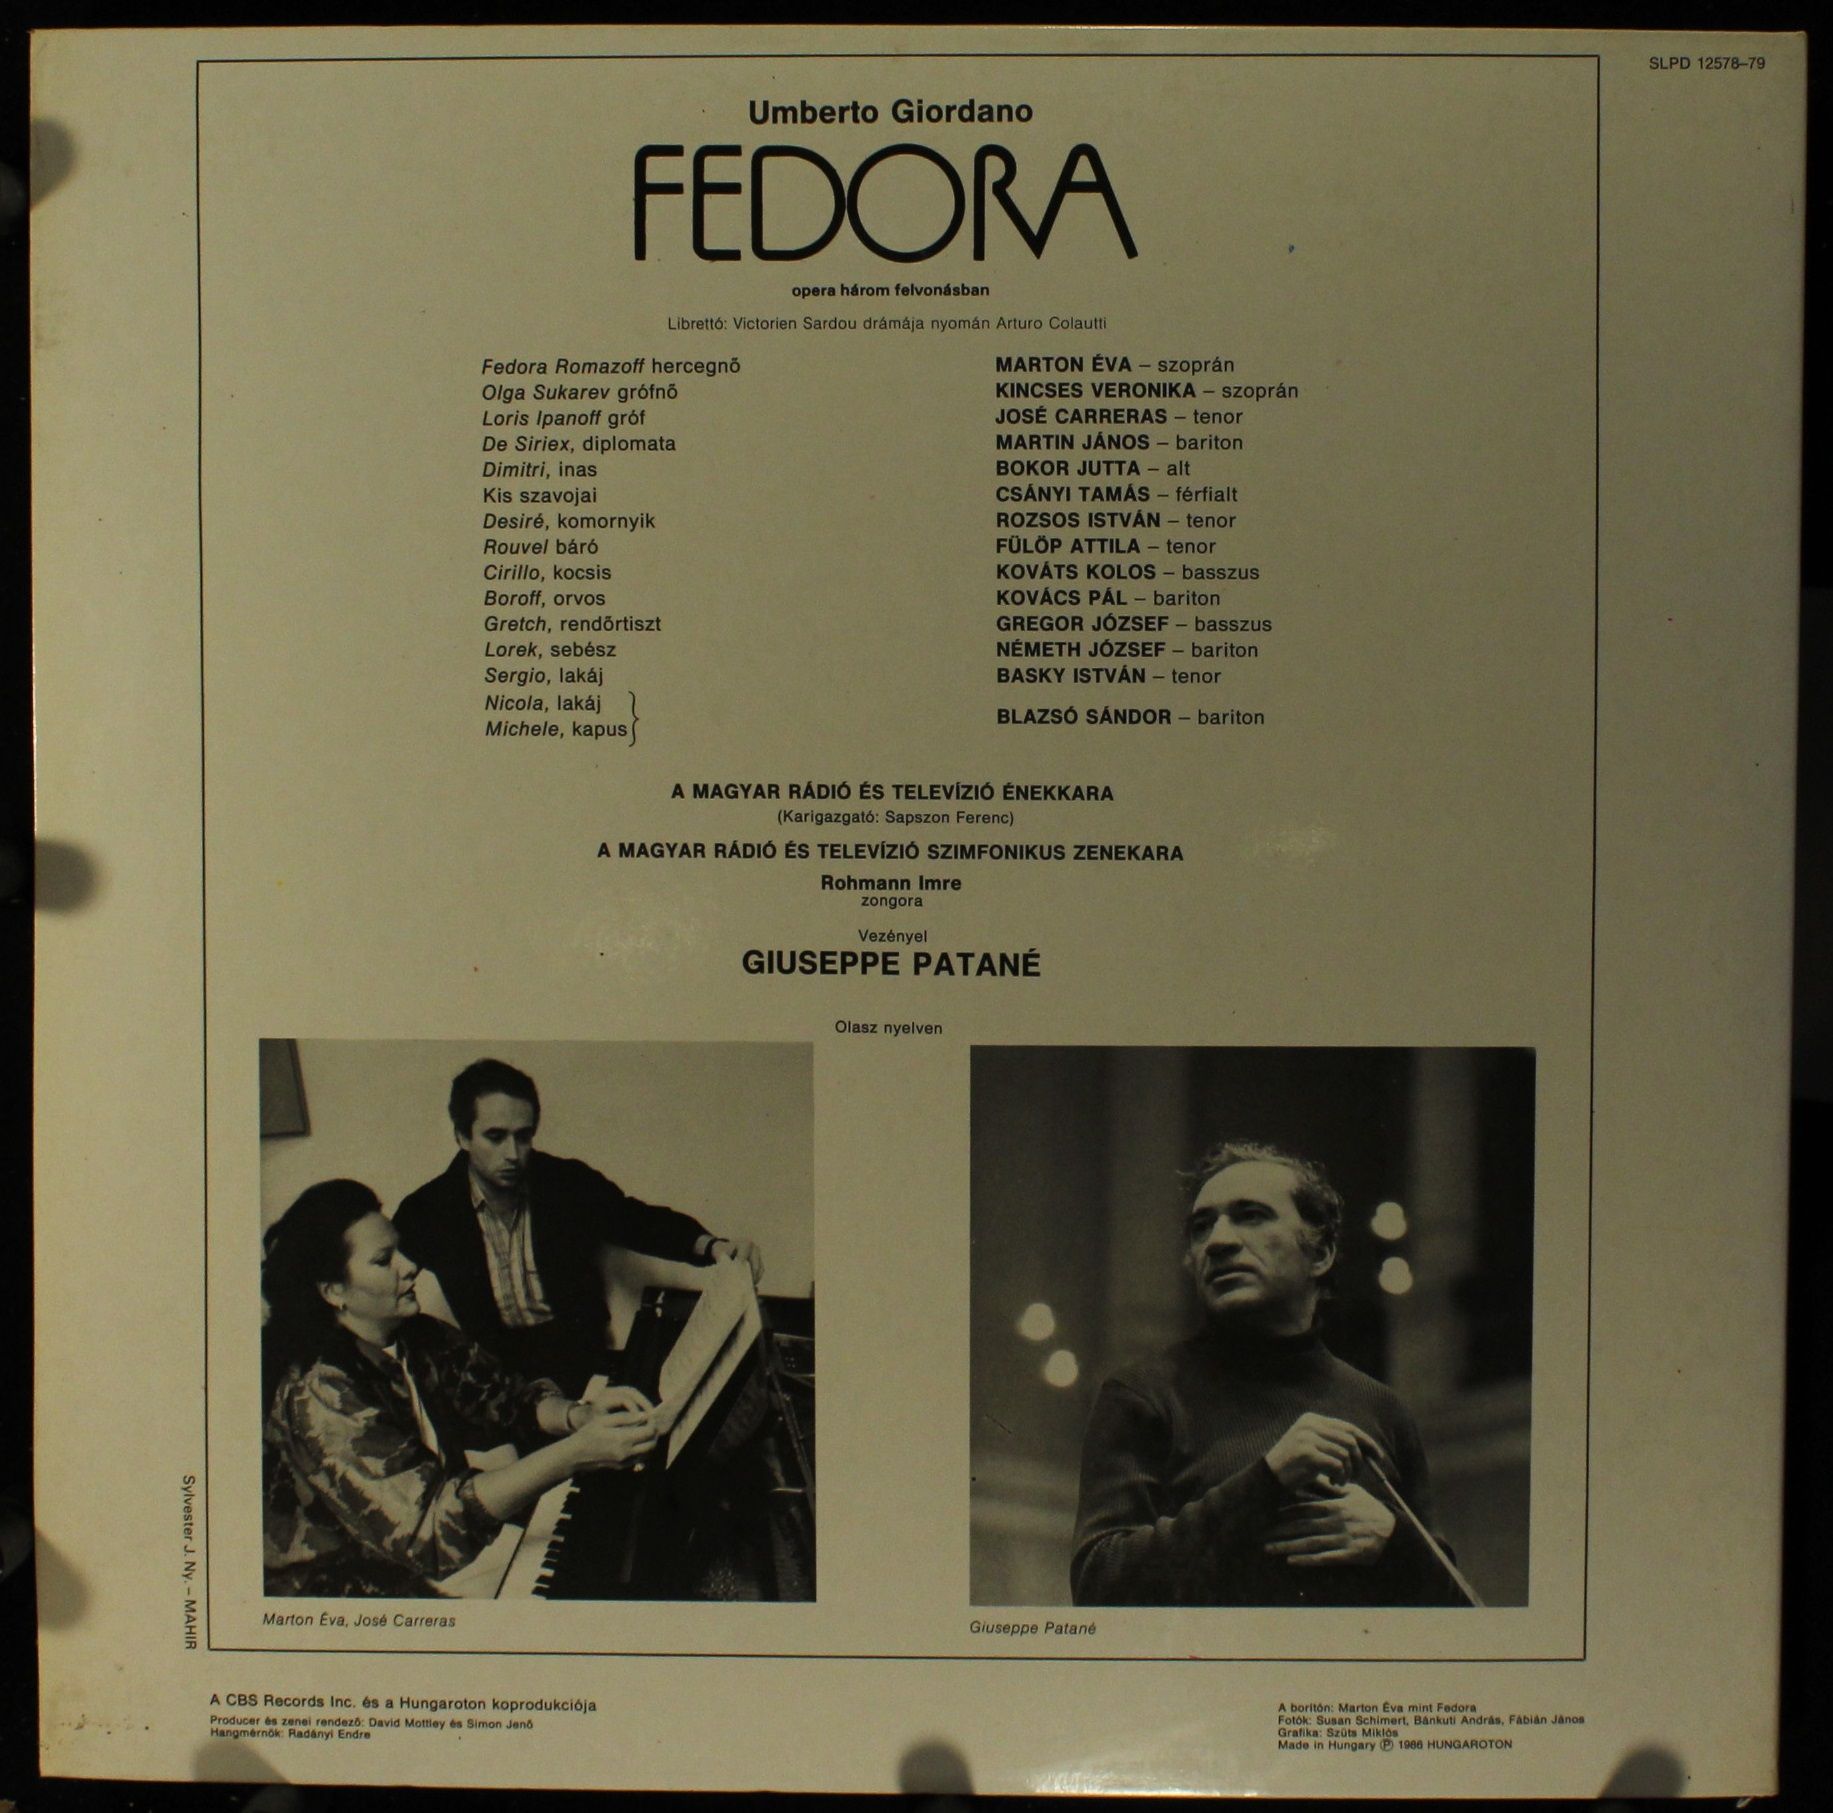 SLPD 12578–79
Umberto Giordano
FEDORA
opera három felvonásban
Librettó: Victorien Sardou drámája nyomán Arturo Colautti
Fedora Romazoff hercegnő MARTON ÉVA – szoprán
Olga Sukarev grófnő KINCSES VERONIKA – szoprán
Loris Ipanoff gróf JOSÉ CARRERAS – tenor
De Siriex, diplomata MARTIN JÁNOS – bariton
Dimitri, inas BOKOR JUTTA – alt
Kis szavojai CSÁNYI TAMÁS – férfialt
Desiré, komornyik ROZSOS ISTVÁN – tenor
Rouvel báró FÜLÖP ATTILA – tenor
Cirillo, kocsis KOVÁTS KOLOS – basszus
Boroff, orvos KOVÁCS PÁL – bariton
Gretch, rendőrtiszt GREGOR JÓZSEF – basszus
Lorek, sebész NÉMETH JÓZSEF – bariton
Sergio, lakáj BASKY ISTVÁN – tenor
Nicola, lakáj
Michele, kapus } BLAZSÓ SÁNDOR – bariton
A MAGYAR RÁDIÓ ÉS TELEVÍZIÓ ÉNEKKARA
(Karigazgató: Sapszon Ferenc)
A MAGYAR RÁDIÓ ÉS TELEVÍZIÓ SZIMFONIKUS ZENEKARA
Rohmann Imre
zongora
Vezényel
GIUSEPPE PATANÉ
Olasz nyelven
Marton Éva, José Carreras
Giuseppe Patané
Sylvester J. Ny. – MAHIR
A CBS Records Inc. és a Hungaroton koprodukciója
Producer és zenei rendező: David Mottley és Simon Jenő
Hangmérnök: Radányi Endre
A borítón: Marton Éva mint Fedora
Fotók: Susan Schimert, Bánkuti András, Fábián János
Grafika: Szűts Miklós
Made in Hungary Ⓟ 1986 HUNGAROTON